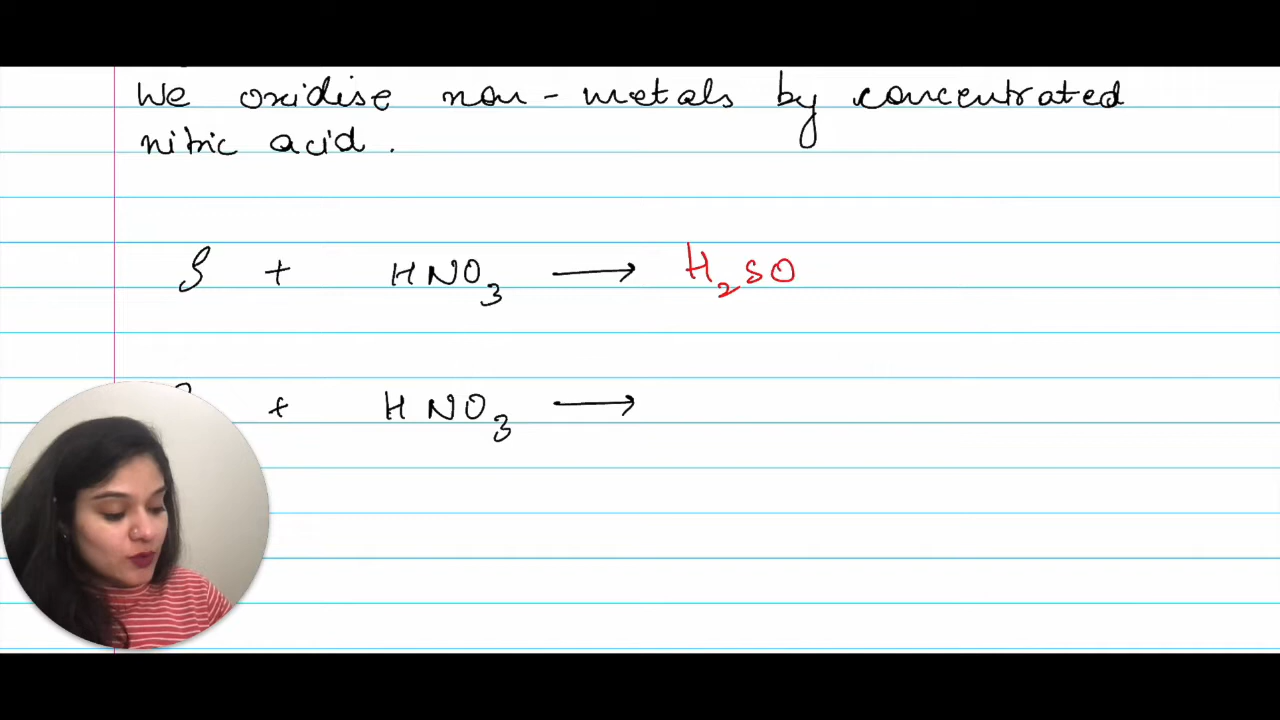 We oxidise non-metals by concentrated
nitric acid.
S + HNO₃ → H₂SO
+ HNO₃ →